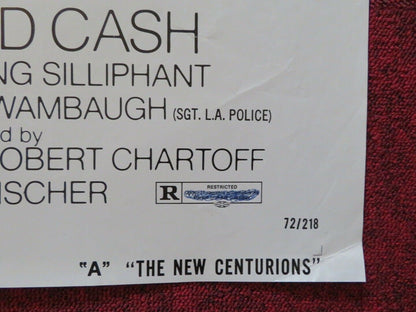 D CASH
NG SILLIPHANT
WAMBAUGH (SGT. L.A. POLICE)
d by
OBERT CHARTOFF
ISCHER
R RESTRICTED
72/218
"A" "THE NEW CENTURIONS"